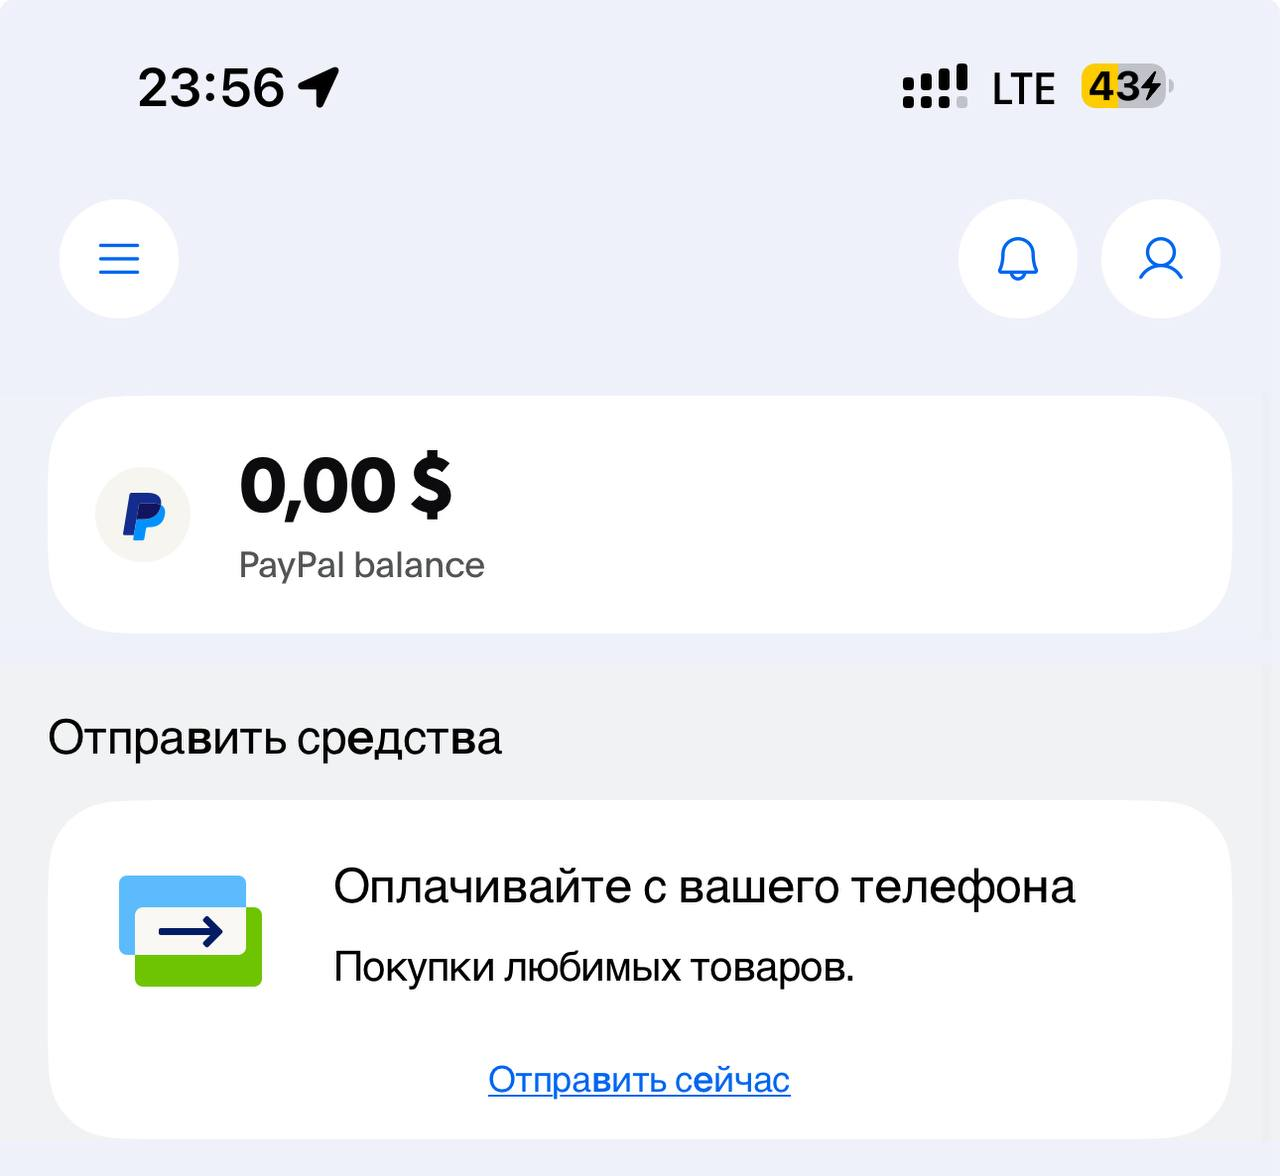 23:56
LTE 43
0,00 $
PayPal balance
Отправить средства
Оплачивайте с вашего телефона
Покупки любимых товаров.
Отправить сейчас